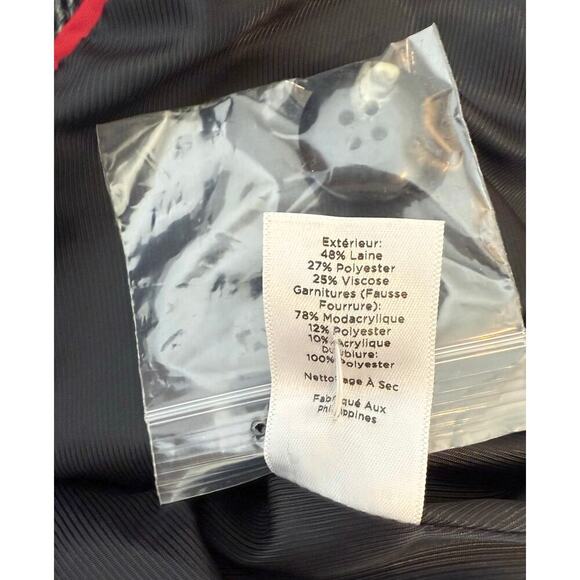 Extérieur:
48% Laine
27% Polyester
25% Viscose
Garnitures (Fausse
Fourrure):
78% Modacrylique
12% Polyester
10% Acrylique
Doublure:
100% Polyester
Nettoyage À Sec
Fabriqué Aux
philippines